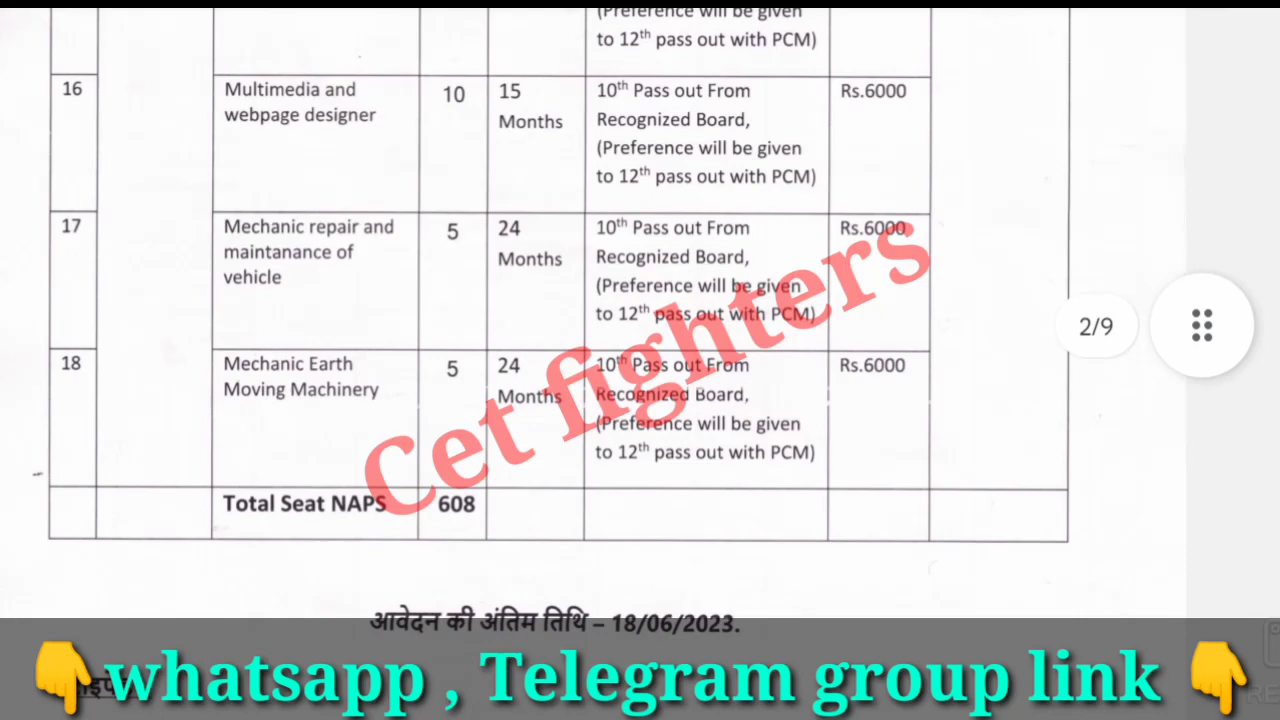 (Preference will be given
to 12th pass out with PCM)
16
Multimedia and
webpage designer
10
15
Months
10th Pass out From
Recognized Board,
(Preference will be given
to 12th pass out with PCM)
Rs.6000
17
Mechanic repair and
maintanance of
vehicle
5
24
Months
10th Pass out From
Recognized Board,
(Preference will be given
to 12th pass out with PCM)
Rs.6000
18
Mechanic Earth
Moving Machinery
5
24
Months
10th Pass out From
Recognized Board,
(Preference will be given
to 12th pass out with PCM)
Rs.6000
Total Seat NAPS
608
Cet fighters
2/9
आवेदन की अंतिम तिथि – 18/06/2023.
👇whatsapp , Telegram group link 👇